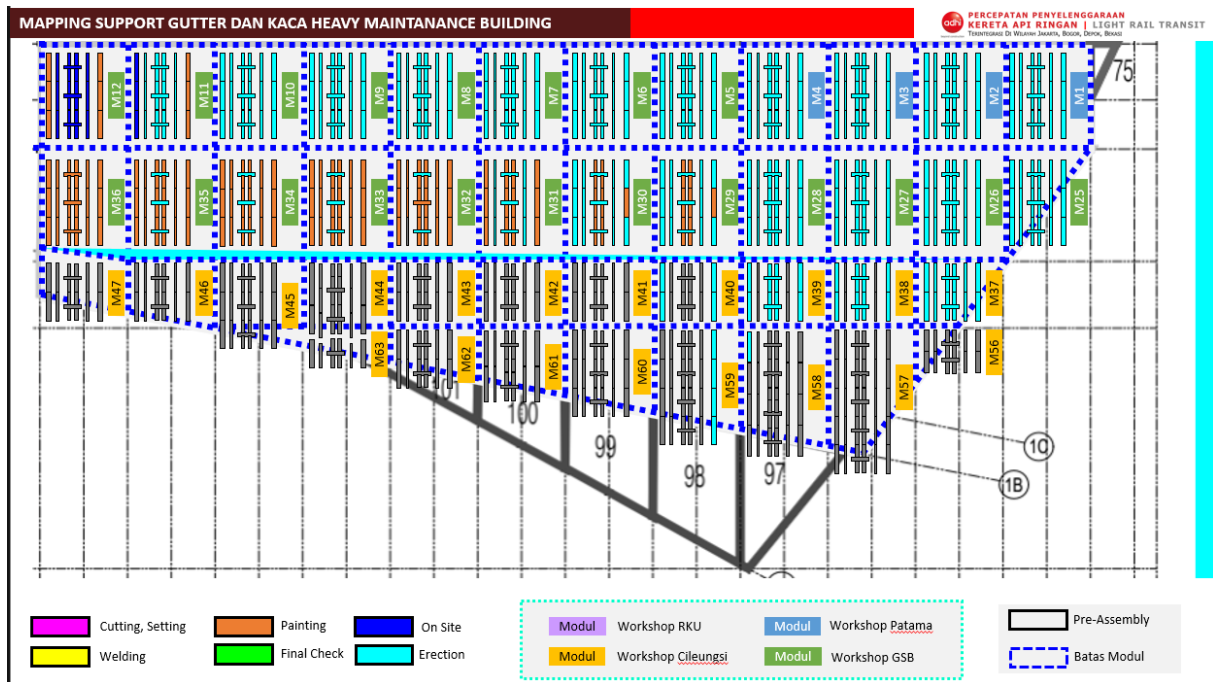 MAPPING SUPPORT GUTTER DAN KACA HEAVY MAINTANANCE BUILDING
adhi
PERCEPATAN PENYELENGGARAAN
KERETA API RINGAN | LIGHT RAIL TRANSIT
TERINTEGRASI DI WILAYAH JAKARTA, BOGOR, DEPOK, BEKASI
75
M12 M11 M10 M9 M8 M7 M6 M5 M4 M3 M2 M1
M36 M35 M34 M33 M32 M31 M30 M29 M28 M27 M26 M25
M47 M46 M45 M44 M43 M42 M41 M40 M39 M38 M37
M63 M62 M61 M60 M59 M58 M57 M56
101 100 99 98 97
1C
1B
Cutting, Setting Painting On Site
Welding Final Check Erection
Modul Workshop RKU Modul Workshop Patama
Modul Workshop Cileungsi Modul Workshop GSB
Pre-Assembly
Batas Modul